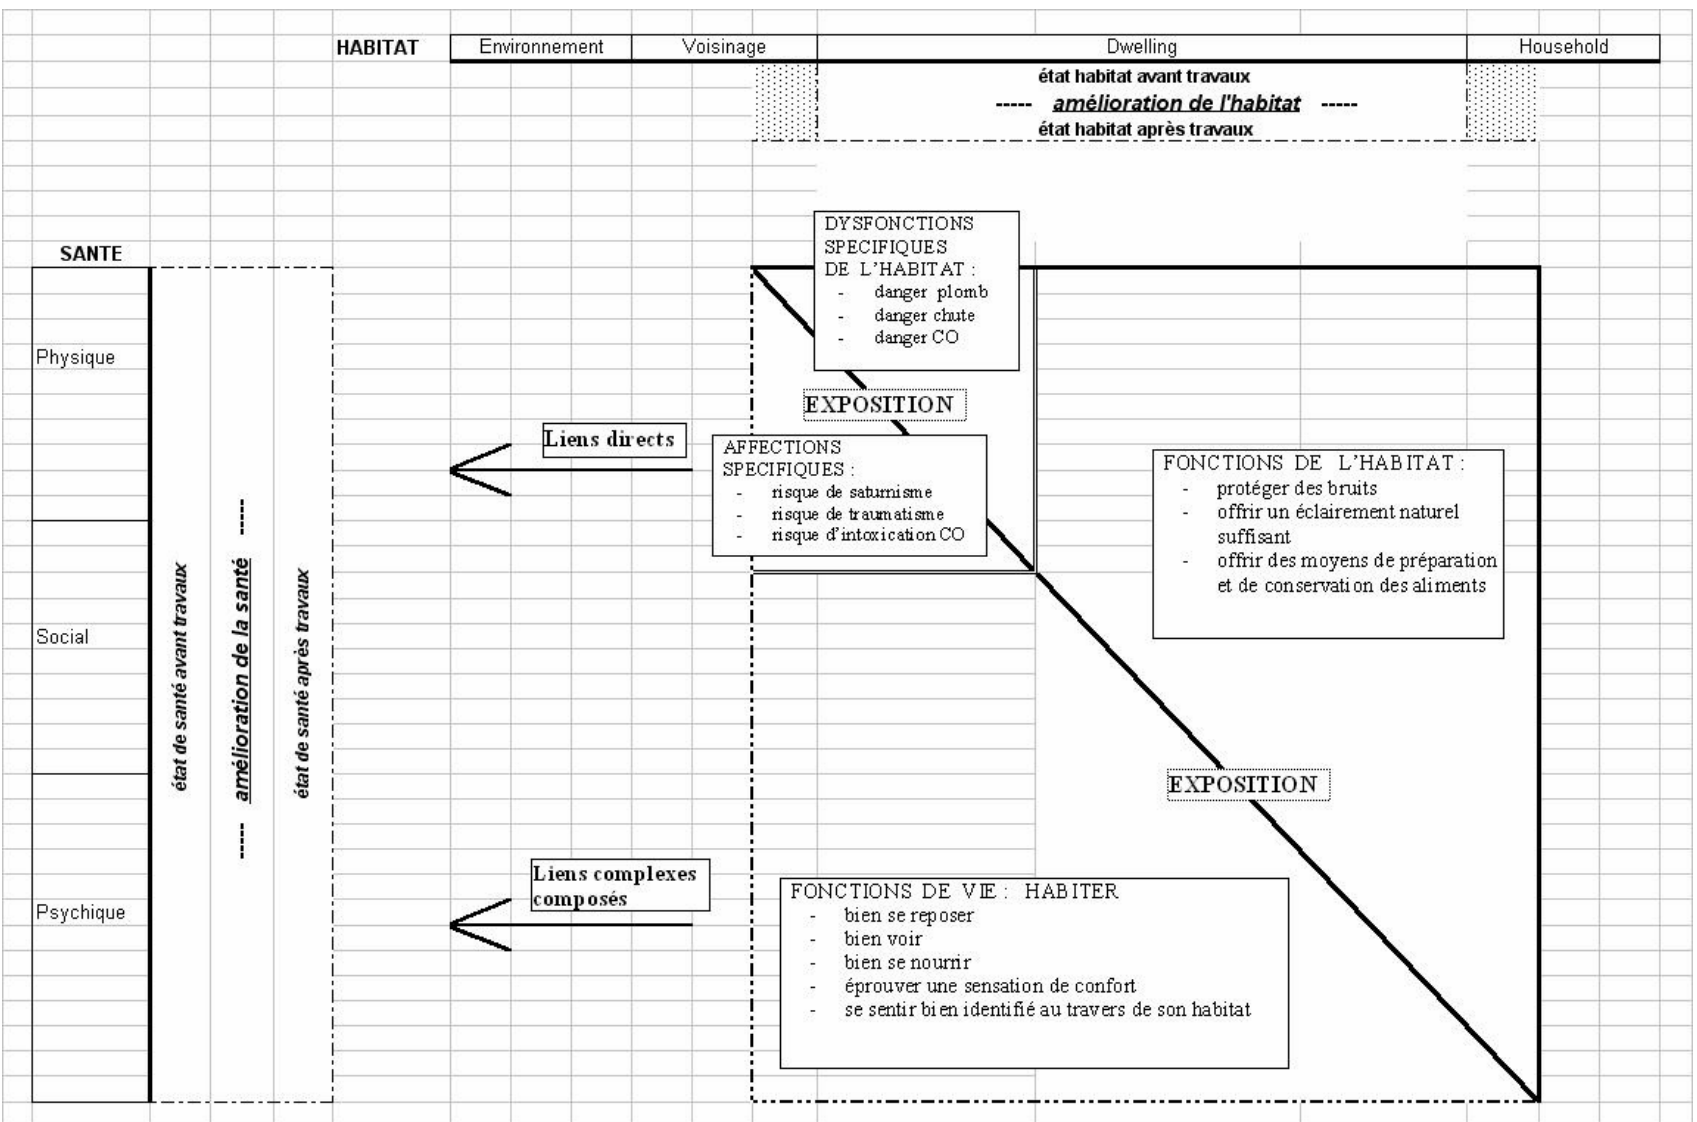 HABITAT Environnement Voisinage Dwelling Household
état habitat avant travaux
----- amélioration de l'habitat -----
état habitat après travaux
SANTE
Physique
Social
Psychique
état de santé avant travaux
----- amélioration de la santé -----
état de santé après travaux
DYSFONCTIONS
SPECIFIQUES
DE L'HABITAT :
- danger plomb
- danger chute
- danger CO
EXPOSITION
Liens directs
AFFECTIONS
SPECIFIQUES :
- risque de saturnisme
- risque de traumatisme
- risque d'intoxication CO
FONCTIONS DE L'HABITAT :
- protéger des bruits
- offrir un éclairement naturel
suffisant
- offrir des moyens de préparation
et de conservation des aliments
EXPOSITION
Liens complexes
composés
FONCTIONS DE VIE : HABITER
- bien se reposer
- bien voir
- bien se nourrir
- éprouver une sensation de confort
- se sentir bien identifié au travers de son habitat